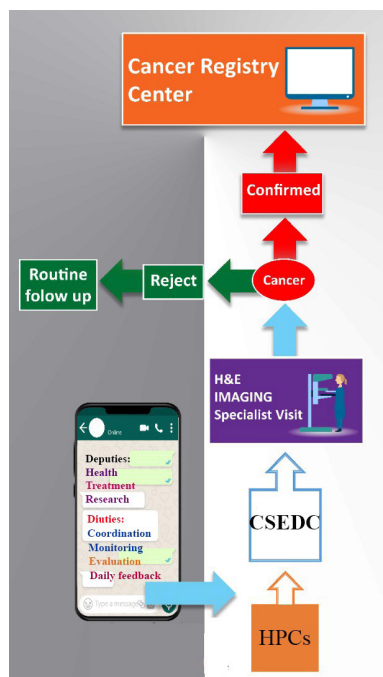 Cancer Registry
Center
Confirmed
Cancer
Reject
Routine
folow up
H&E
IMAGING
Specialist Visit
CSEDC
HPCs
Online
Deputies:
Health
Treatment
Research
Diuties:
Coordination
Monitoring
Evaluation
Daily feedback
Type a message